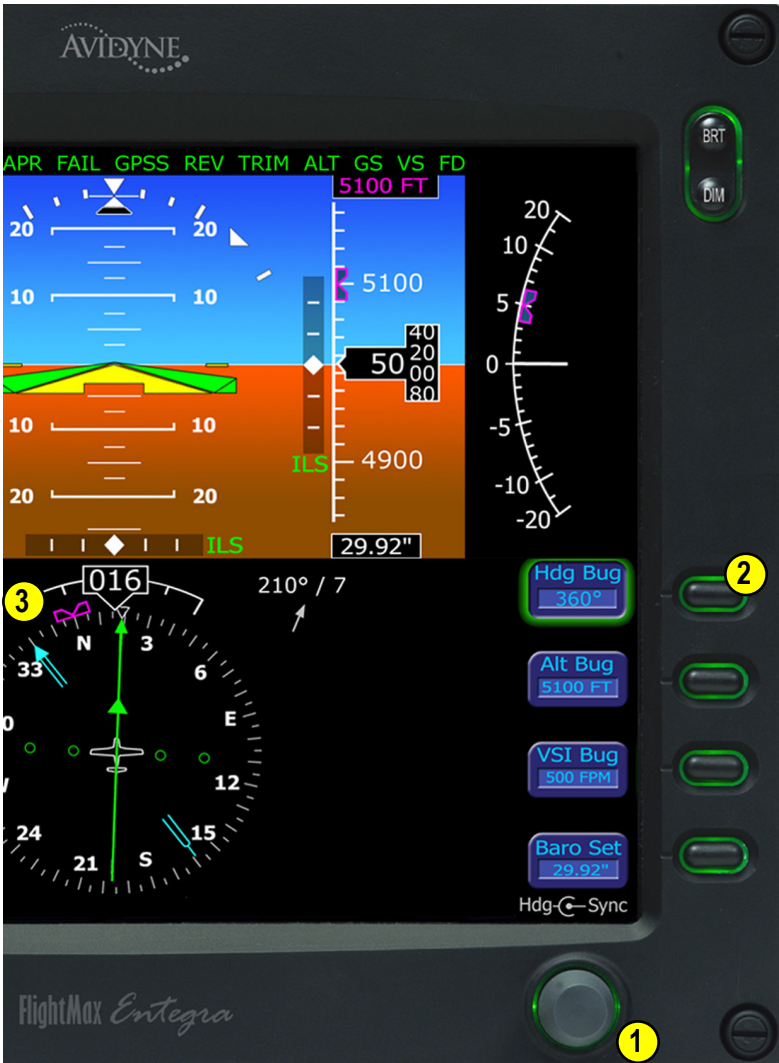 AVIDYNE
BRT
DIM
APR FAIL GPSS REV TRIM ALT GS VS FD
5100 FT
20 20
20
10
10 10
5100
5
40
20
50
00
80
0
10 10
-5
ILS
4900
20 20
-10
-20
ILS
29.92"
016
210° / 7
Hdg Bug
360°
2
3
N
3
33
6
Alt Bug
5100 FT
E
VSI Bug
500 FPM
12
24
15
21
S
Baro Set
29.92"
Hdg Sync
FlightMax Entegra
1